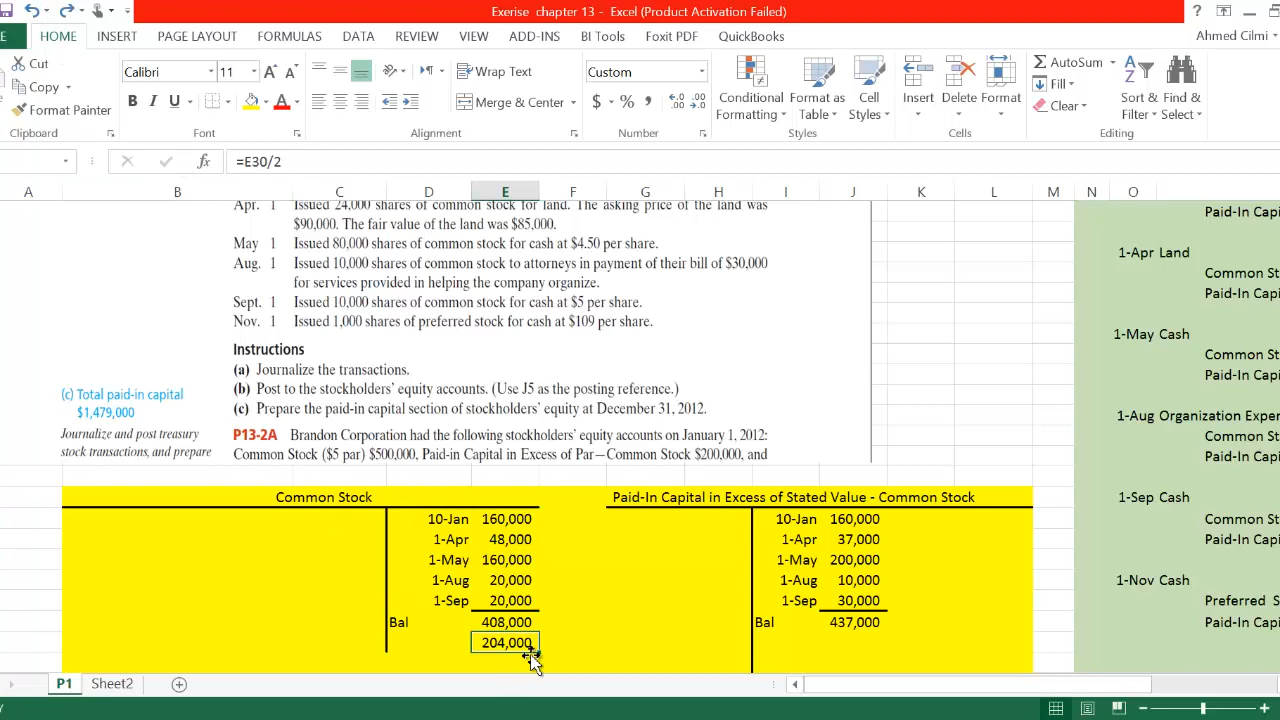 Exerise chapter 13 - Excel (Product Activation Failed)
HOME INSERT PAGE LAYOUT FORMULAS DATA REVIEW VIEW ADD-INS BI Tools Foxit PDF QuickBooks Ahmed Cilmi
Cut
Copy
Format Painter
Calibri 11
B I U
Wrap Text
Merge & Center
Custom
$ %
Conditional Formatting
Format as Table
Cell Styles
Insert Delete Format
AutoSum
Fill
Clear
Sort & Filter
Find & Select
Clipboard Font Alignment Number Styles Cells Editing
fx =E30/2
A B C D E F G H I J K L M N O
Apr. 1 Issued 24,000 shares of common stock for land. The asking price of the land was
$90,000. The fair value of the land was $85,000.
May 1 Issued 80,000 shares of common stock for cash at $4.50 per share.
Aug. 1 Issued 10,000 shares of common stock to attorneys in payment of their bill of $30,000
for services provided in helping the company organize.
Sept. 1 Issued 10,000 shares of common stock for cash at $5 per share.
Nov. 1 Issued 1,000 shares of preferred stock for cash at $109 per share.
Instructions
(a) Journalize the transactions.
(b) Post to the stockholders' equity accounts. (Use J5 as the posting reference.)
(c) Prepare the paid-in capital section of stockholders' equity at December 31, 2012.
(c) Total paid-in capital
$1,479,000
Journalize and post treasury
stock transactions, and prepare
P13-2A Brandon Corporation had the following stockholders' equity accounts on January 1, 2012:
Common Stock ($5 par) $500,000, Paid-in Capital in Excess of Par—Common Stock $200,000, and
Common Stock
10-Jan 160,000
1-Apr 48,000
1-May 160,000
1-Aug 20,000
1-Sep 20,000
Bal 408,000
204,000
Paid-In Capital in Excess of Stated Value - Common Stock
10-Jan 160,000
1-Apr 37,000
1-May 200,000
1-Aug 10,000
1-Sep 30,000
Bal 437,000
Paid-In Capi
1-Apr Land
Common St
Paid-In Capi
1-May Cash
Common St
Paid-In Capi
1-Aug Organization Exper
Common St
Paid-In Capi
1-Sep Cash
Common St
Paid-In Capi
1-Nov Cash
Preferred S
Paid-In Capi
P1 Sheet2